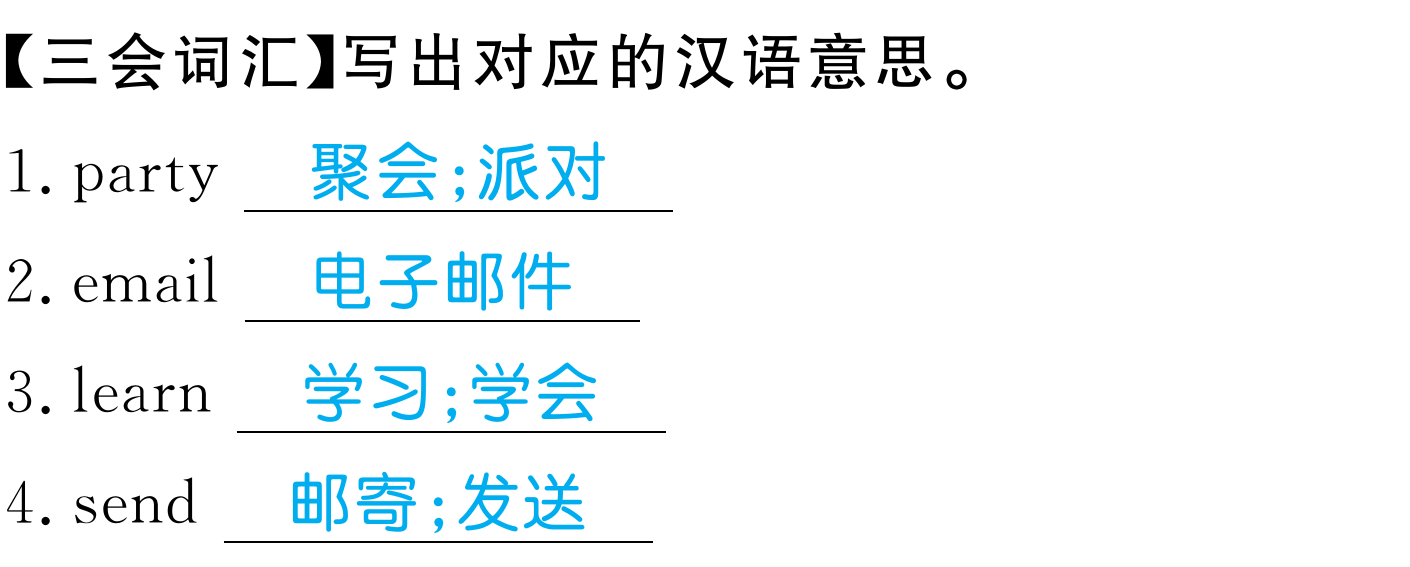 【三会词汇】写出对应的汉语意思。
1. party 聚会;派对
2. email 电子邮件
3. learn 学习;学会
4. send 邮寄;发送